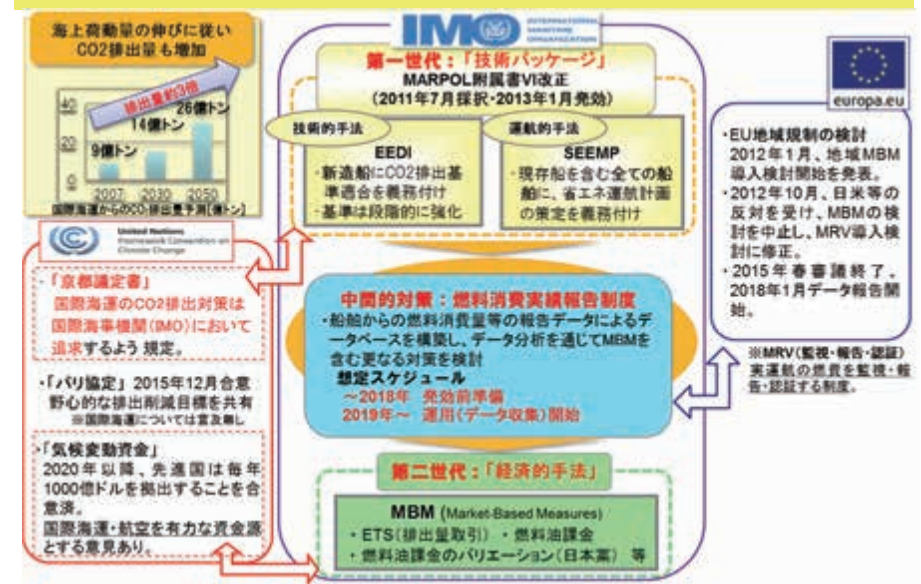 海上荷動量の伸びに従い
CO2排出量も増加
排出量約3倍
40
20
0
9億トン
14億トン
26億トン
2007
2030
2050
国際海運からのCO2排出量予測[億トン]
IMO
INTERNATIONAL
MARITIME
ORGANIZATION
第一世代:「技術パッケージ」
MARPOL附属書VI改正
(2011年7月採択・2013年1月発効)
技術的手法
EEDI
・新造船にCO2排出基
準適合を義務付け
・基準は段階的に強化
運航的手法
SEEMP
・現存船を含む全ての船
舶に、省エネ運航計画
の策定を義務付け
europa.eu
・EU地域規制の検討
2012年1月、地域MBM
導入検討開始を発表。
・2012年10月、日米等の
反対を受け、MBMの検
討を中止し、MRV導入検
討に修正。
・2015年春審議終了。
2018年1月データ報告開
始。
※MRV(監視・報告・認証)
実運航の燃費を監視・報
告・認証する制度。
United Nations
Framework Convention on
Climate Change
・「京都議定書」
国際海運のCO2排出対策は
国際海事機関(IMO)において
追求するよう 規定。
・「パリ協定」2015年12月合意
野心的な排出削減目標を共有
※国際海運については言及無し
・「気候変動資金」
2020年以降、先進国は毎年
1000億ドルを拠出することを合
意済。
国際海運・航空を有力な資金源
とする意見あり。
中間的対策:燃料消費実績報告制度
・船舶からの燃料消費量等の報告データによるデ
ータベースを構築し、データ分析を通じてMBMを
含む更なる対策を検討
想定スケジュール
~2018年 発効前準備
2019年~ 運用(データ収集)開始
第二世代:「経済的手法」
MBM (Market-Based Measures)
・ETS(排出量取引) ・燃料油課金
・燃料油課金のバリエーション(日本案) 等